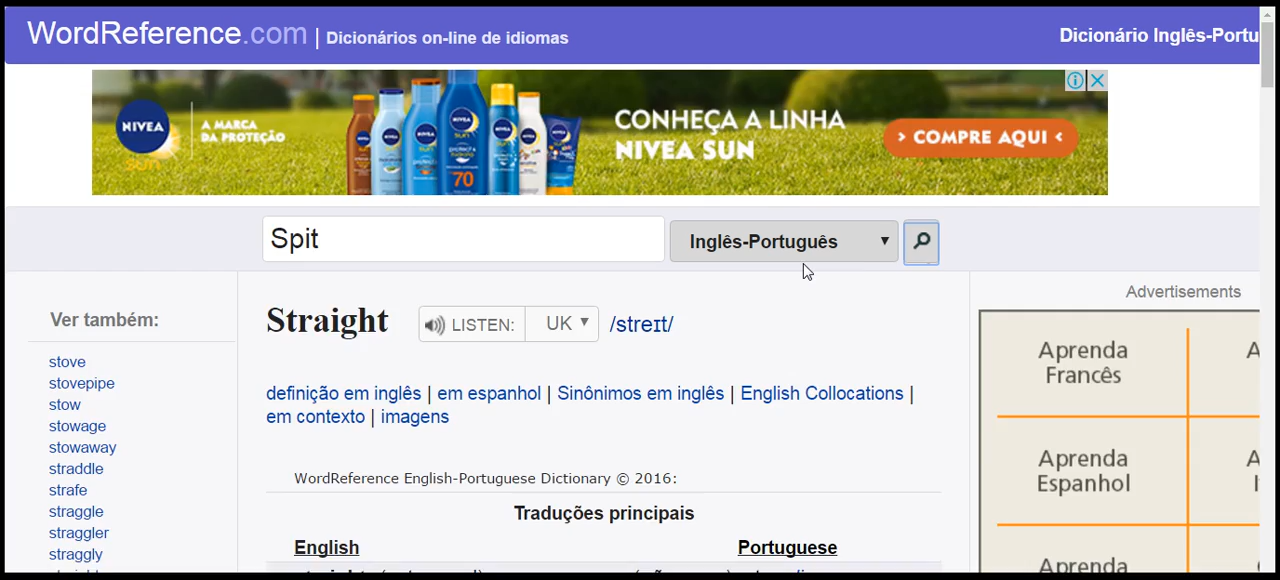 WordReference.com | Dicionários on-line de idiomas
Dicionário Inglês-Portu
NIVEA
SUN
A MARCA
DA PROTEÇÃO
CONHEÇA A LINHA
NIVEA SUN
> COMPRE AQUI <
70
Spit
Inglês-Português
Straight
LISTEN:
UK
/streɪt/
definição em inglês | em espanhol | Sinônimos em inglês | English Collocations |
em contexto | imagens
Ver também:
stove
stovepipe
stow
stowage
stowaway
straddle
strafe
straggle
straggler
straggly
WordReference English-Portuguese Dictionary © 2016:
Traduções principais
English
Portuguese
Advertisements
Aprenda
Francês
A
Aprenda
Espanhol
A
I
Aprenda